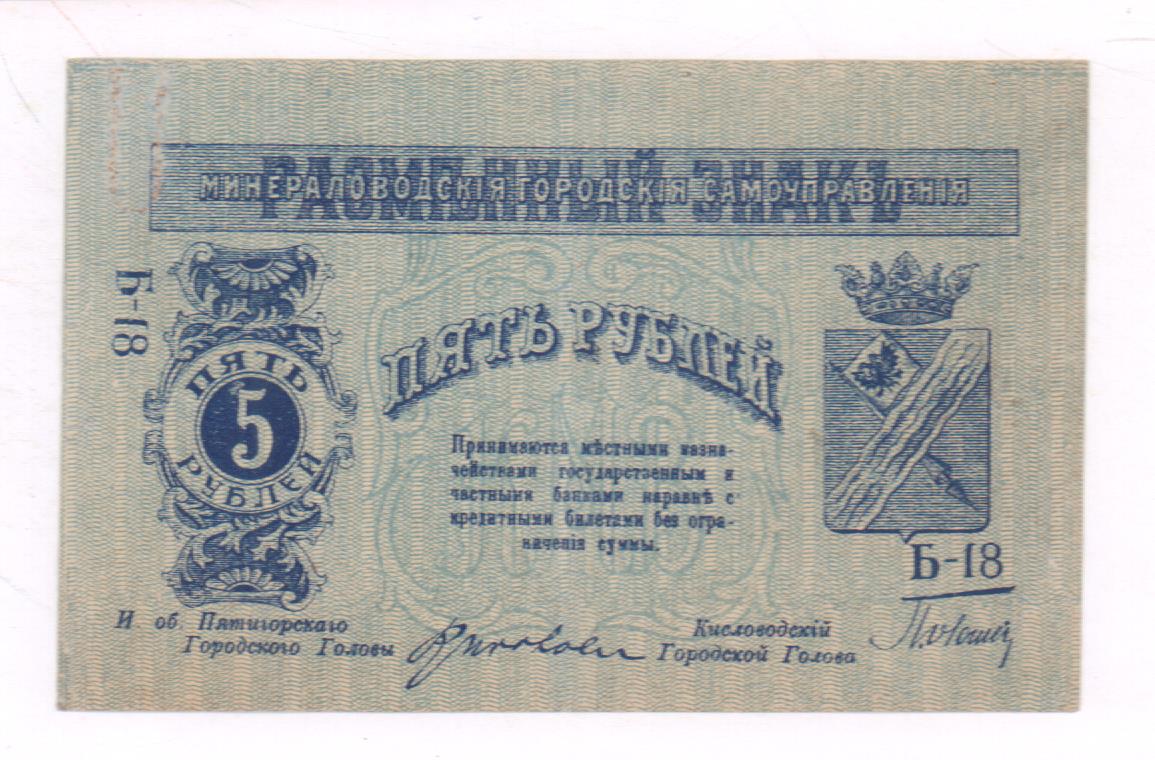 РАЗМѢННЫЙ ЗНАКЪ
МИНЕРАЛОВОДСКІЯ ГОРОДСКІЯ САМОУПРАВЛЕНІЯ
Б-18
ПЯТЬ
5
РУБЛЕЙ
ПЯТЬ РУБЛЕЙ
Принимаются мѣстными казна-
чействами государственным и
частными банками наравнѣ с
кредитными билетами без огра-
ниченія суммы.
Б-18
И об. Пятигорскаго
Городского Головы
Кисловодскій
Городской Голова